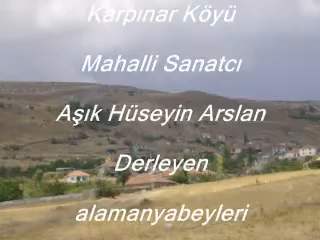 Karpınar Köyü
Mahalli Sanatcı
Aşık Hüseyin Arslan
Derleyen
alamanyabeyleri